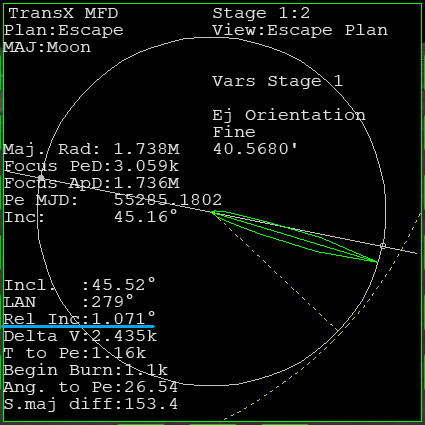 TransX MFD
Stage 1:2
Plan:Escape
View:Escape Plan
MAJ:Moon
Vars Stage 1
Ej Orientation
Fine
40.5680'
Maj. Rad: 1.738M
Focus PeD:3.059k
Focus ApD:1.736M
Pe MJD: 55285.1802
Inc: 45.16°
Incl. :45.52°
LAN :279°
Rel Inc:1.071°
Delta V:2.435k
T to Pe:1.16k
Begin Burn:1.1k
Ang. to Pe:26.54
S.maj diff:153.4